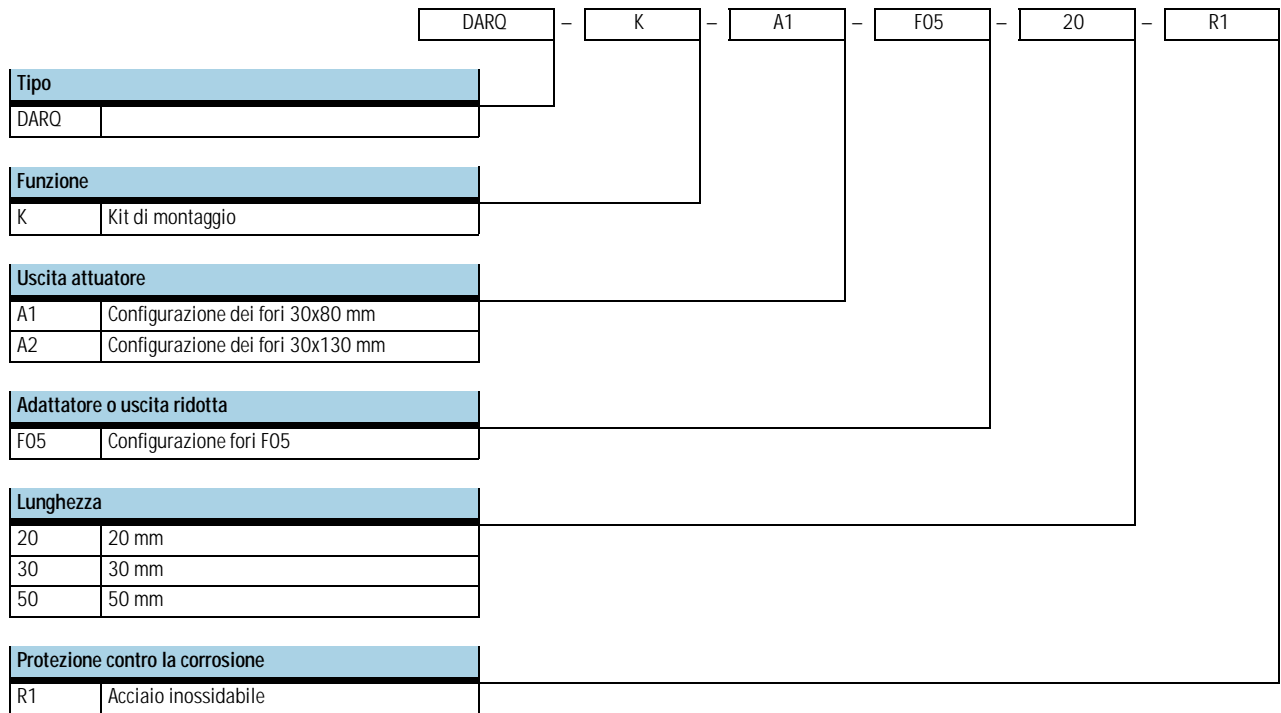 DARQ – K – A1 – F05 – 20 – R1
Tipo
DARQ
Funzione
K Kit di montaggio
Uscita attuatore
A1 Configurazione dei fori 30x80 mm
A2 Configurazione dei fori 30x130 mm
Adattatore o uscita ridotta
F05 Configurazione fori F05
Lunghezza
20 20 mm
30 30 mm
50 50 mm
Protezione contro la corrosione
R1 Acciaio inossidabile